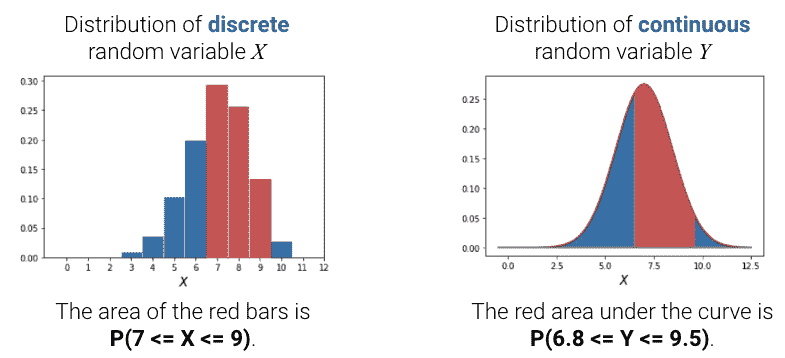 Distribution of discrete
random variable X
0.30
0.25
0.20
0.15
0.10
0.05
0.00
0 1 2 3 4 5 6 7 8 9 10 11 12
X
The area of the red bars is
P(7 <= X <= 9).
Distribution of continuous
random variable Y
0.25
0.20
0.15
0.10
0.05
0.00
0.0 2.5 5.0 7.5 10.0 12.5
X
The red area under the curve is
P(6.8 <= Y <= 9.5).